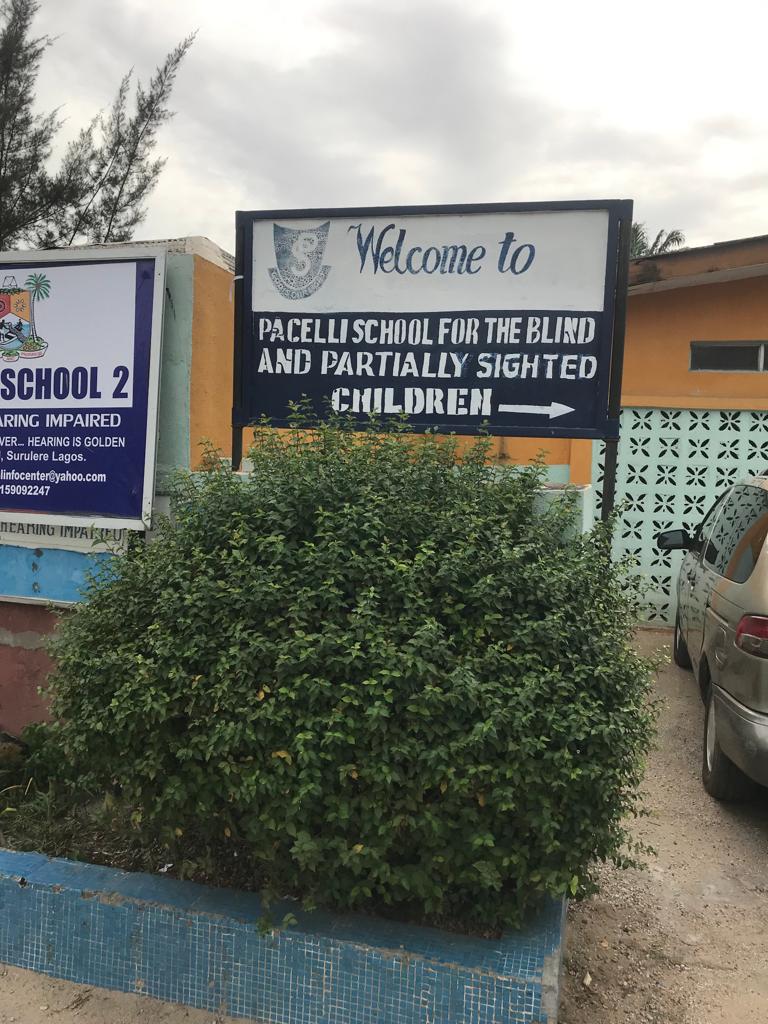 SCHOOL 2
ARING IMPAIRED
VER... HEARING IS GOLDEN
, Surulere Lagos.
linfocenter@yahoo.com
159092247
HEARING IMPAIRED
Welcome to
PACELLI SCHOOL FOR THE BLIND
AND PARTIALLY SIGHTED
CHILDREN